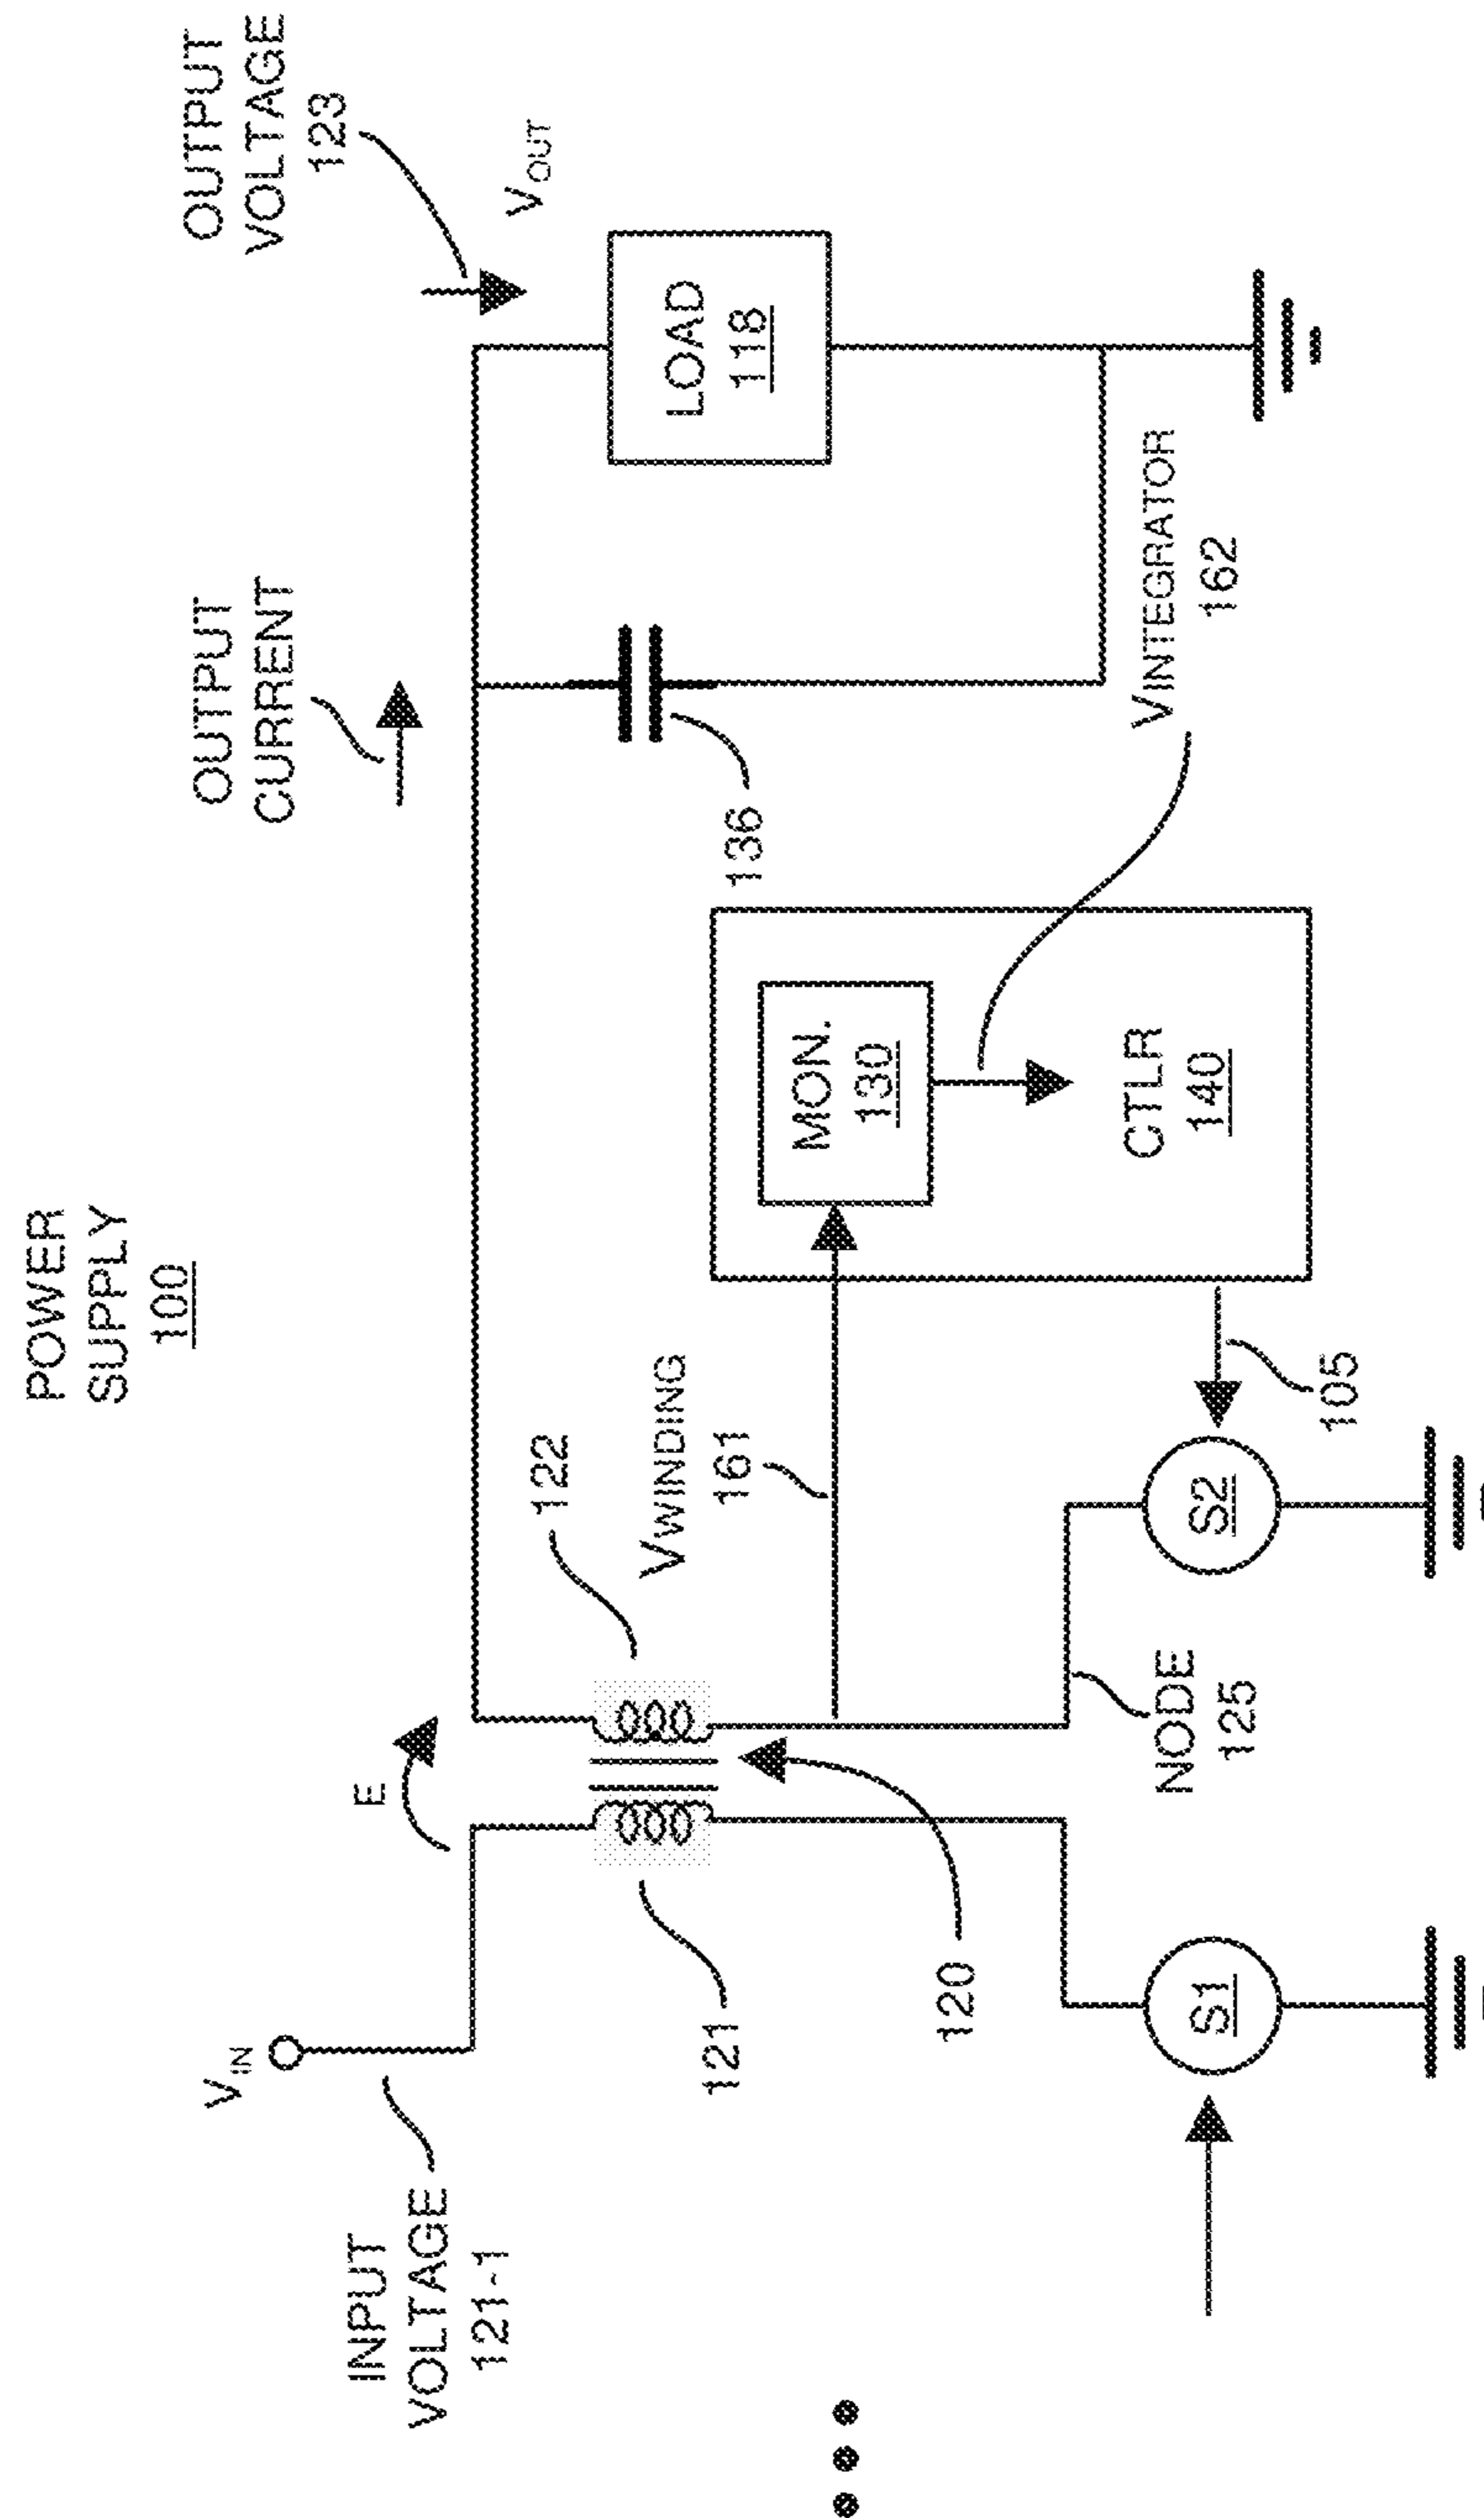 POWER
SUPPLY
100
INPUT
VOLTAGE
121-1
VIN
E
OUTPUT
CURRENT
OUTPUT
VOLTAGE
123
VOUT
121
120
122
VWINDING
161
136
LOAD
118
MON.
130
VINTEGRATOR
162
CTLR
140
NODE
125
105
S1
S2